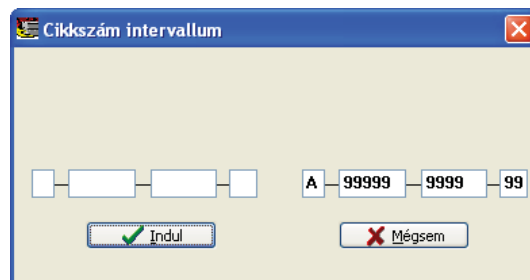 Cikkszám intervallum
A – 99999 – 9999 – 99
Indul Mégsem